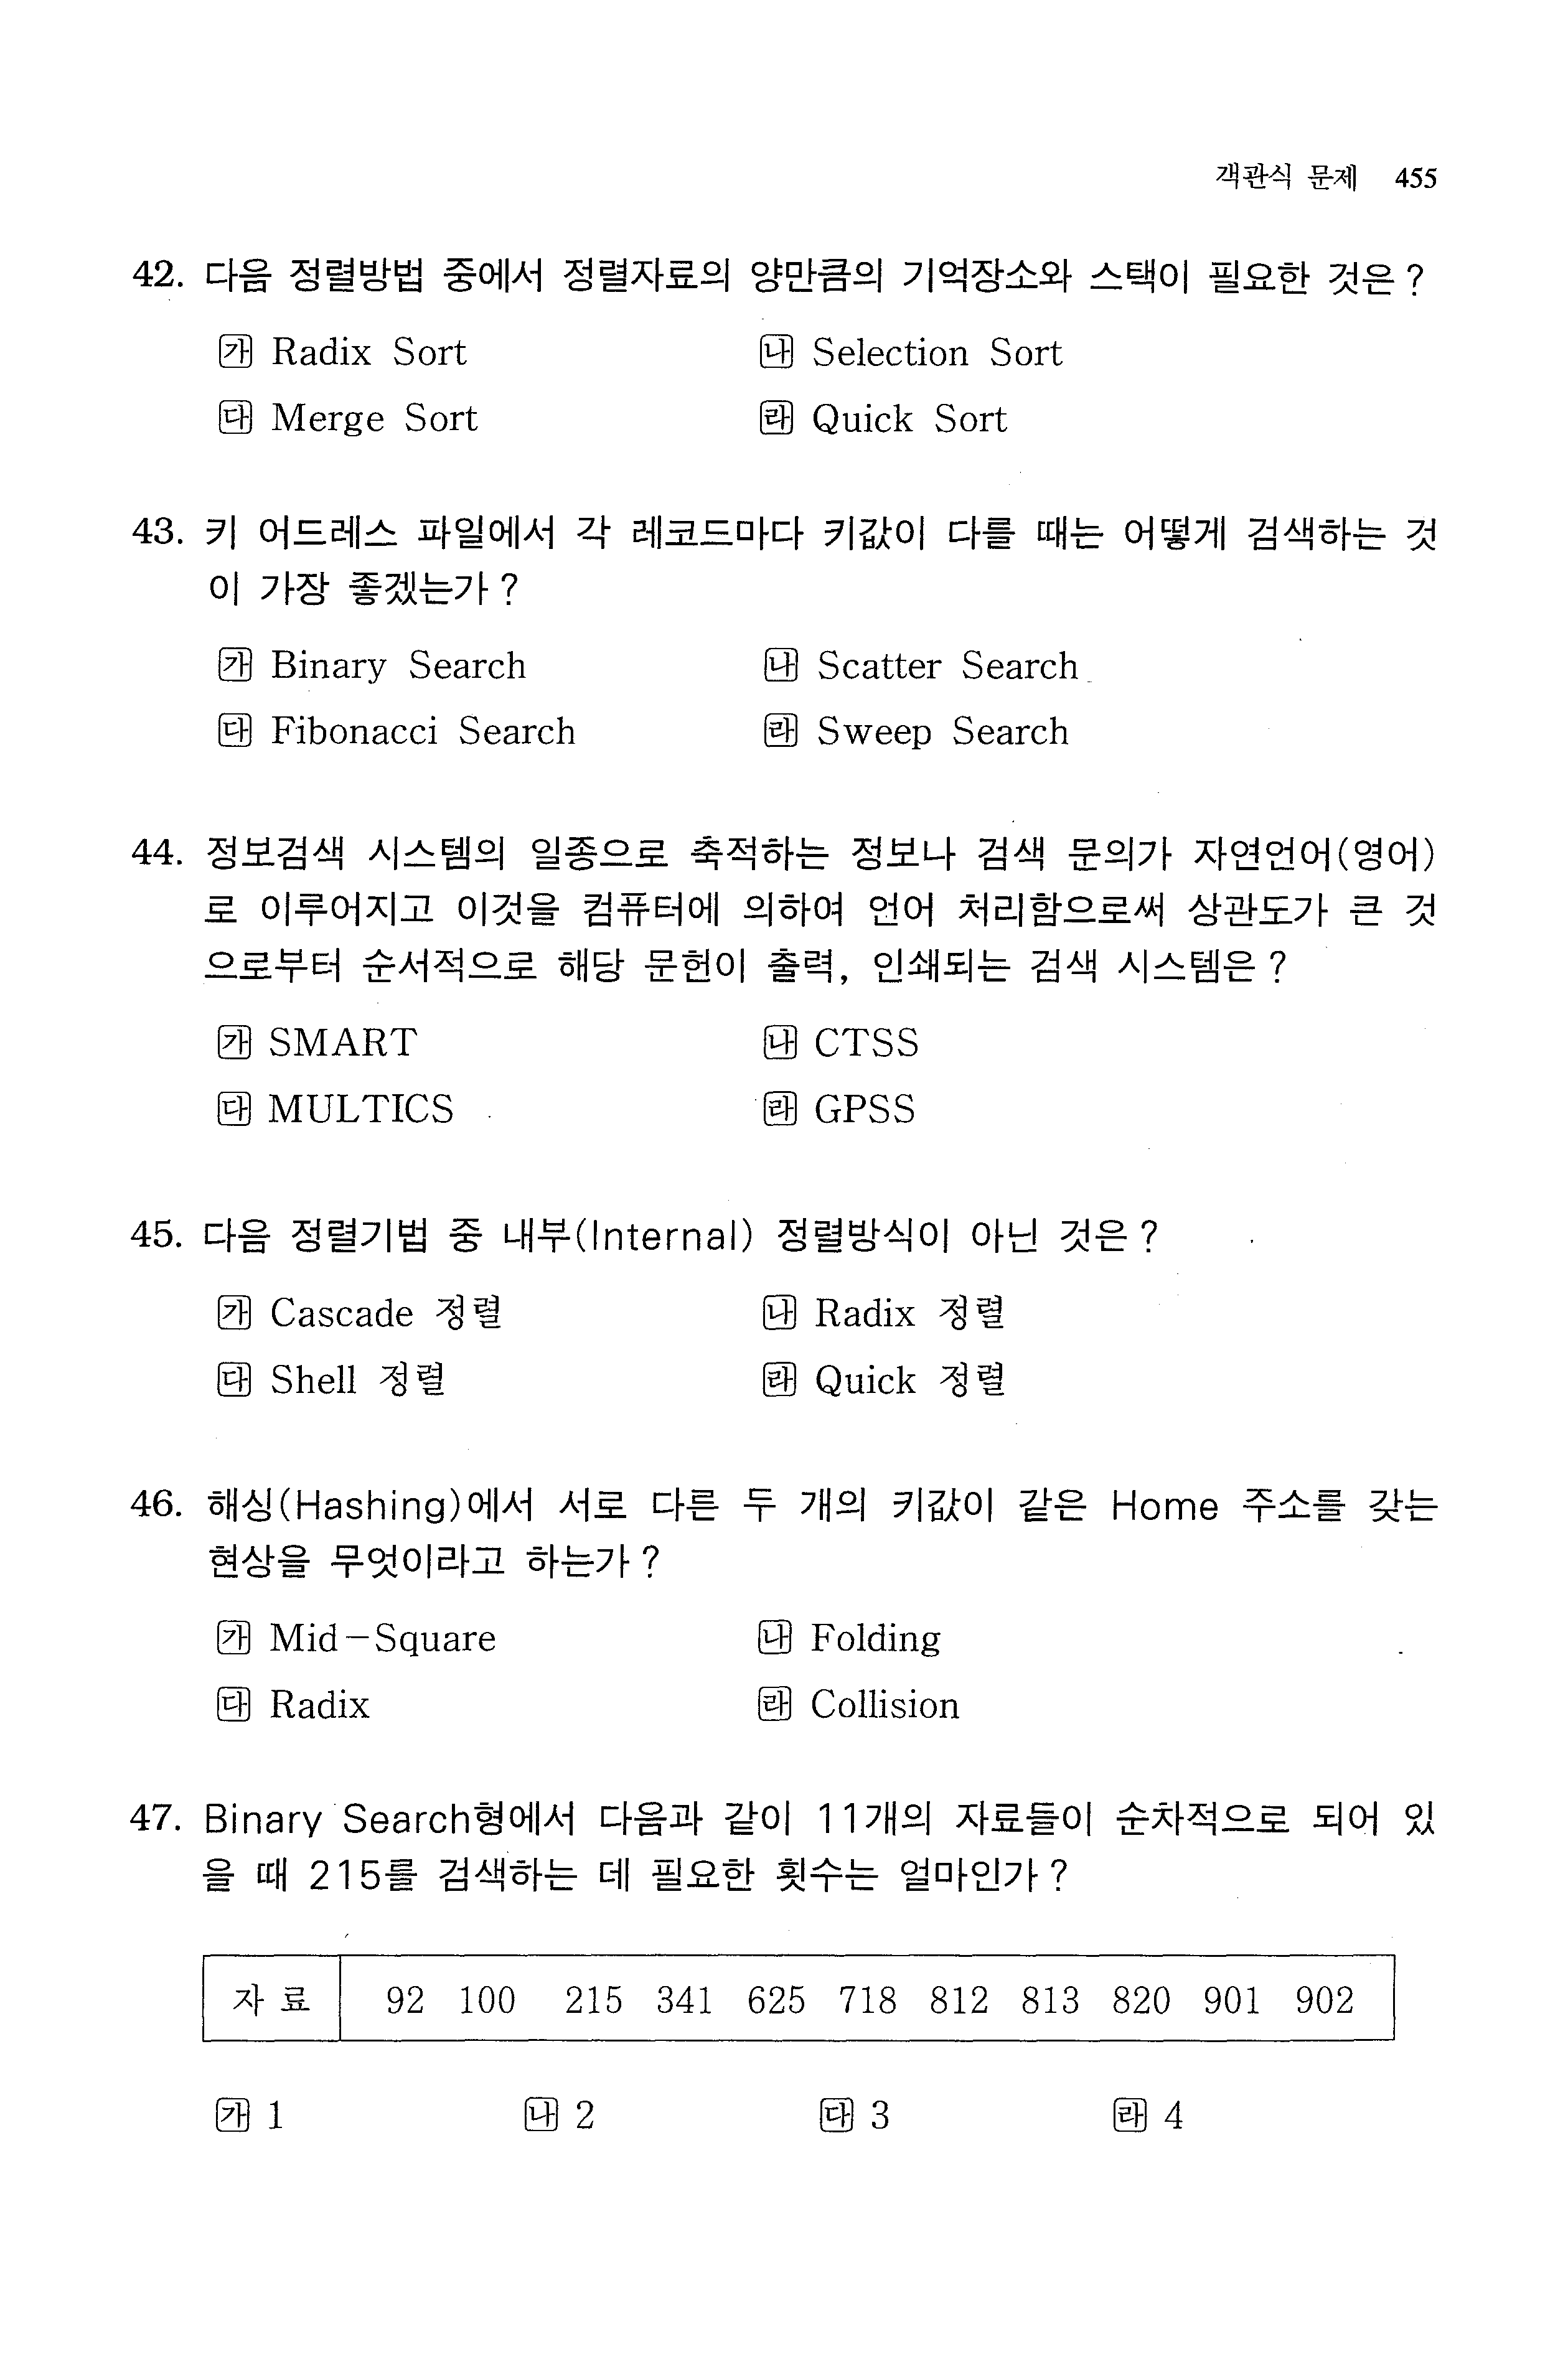 객관식 문제 455
42. 다음 정렬방법 중에서 정렬자료의 양만큼의 기억장소와 스택이 필요한 것은?
㉮ Radix Sort ㉯ Selection Sort
㉰ Merge Sort ㉱ Quick Sort
43. 키 어드레스 파일에서 각 레코드마다 키값이 다를 때는 어떻게 검색하는 것
이 가장 좋겠는가?
㉮ Binary Search ㉯ Scatter Search
㉰ Fibonacci Search ㉱ Sweep Search
44. 정보검색 시스템의 일종으로 축적하는 정보나 검색 문의가 자연언어(영어)
로 이루어지고 이것을 컴퓨터에 의하여 언어 처리함으로써 상관도가 큰 것
으로부터 순서적으로 해당 문헌이 출력, 인쇄되는 검색 시스템은?
㉮ SMART ㉯ CTSS
㉰ MULTICS ㉱ GPSS
45. 다음 정렬기법 중 내부(Internal) 정렬방식이 아닌 것은?
㉮ Cascade 정렬 ㉯ Radix 정렬
㉰ Shell 정렬 ㉱ Quick 정렬
46. 해싱(Hashing)에서 서로 다른 두 개의 키값이 같은 Home 주소를 갖는
현상을 무엇이라고 하는가?
㉮ Mid-Square ㉯ Folding
㉰ Radix ㉱ Collision
47. Binary Search형에서 다음과 같이 11개의 자료들이 순차적으로 되어 있
을 때 215를 검색하는 데 필요한 횟수는 얼마인가?
자료 92 100 215 341 625 718 812 813 820 901 902
㉮ 1 ㉯ 2 ㉰ 3 ㉱ 4